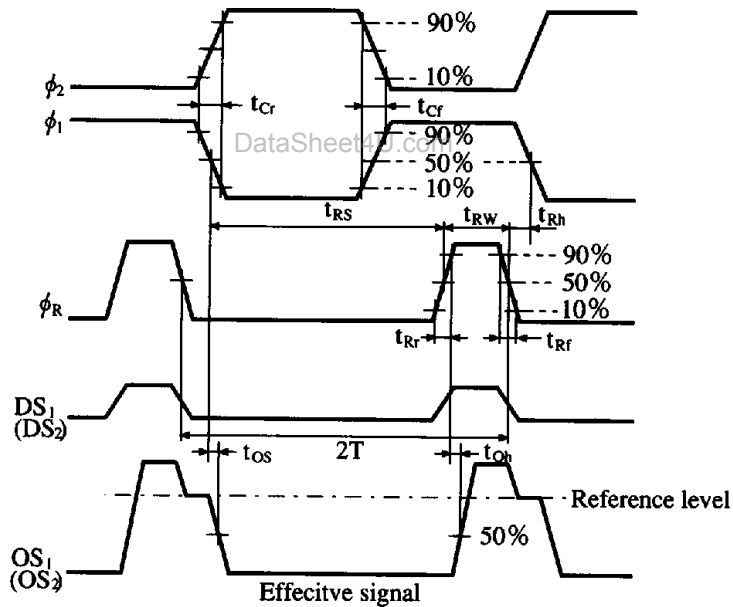 90%
10%
ϕ2
tCr
tCf
ϕ1
90%
DataSheet4U.com
50%
10%
tRS
tRW
tRh
90%
50%
ϕR
10%
tRr
tRf
DS1
(DS2)
tOS
2T
tOh
Reference level
50%
OS1
(OS2)
Effecitve signal